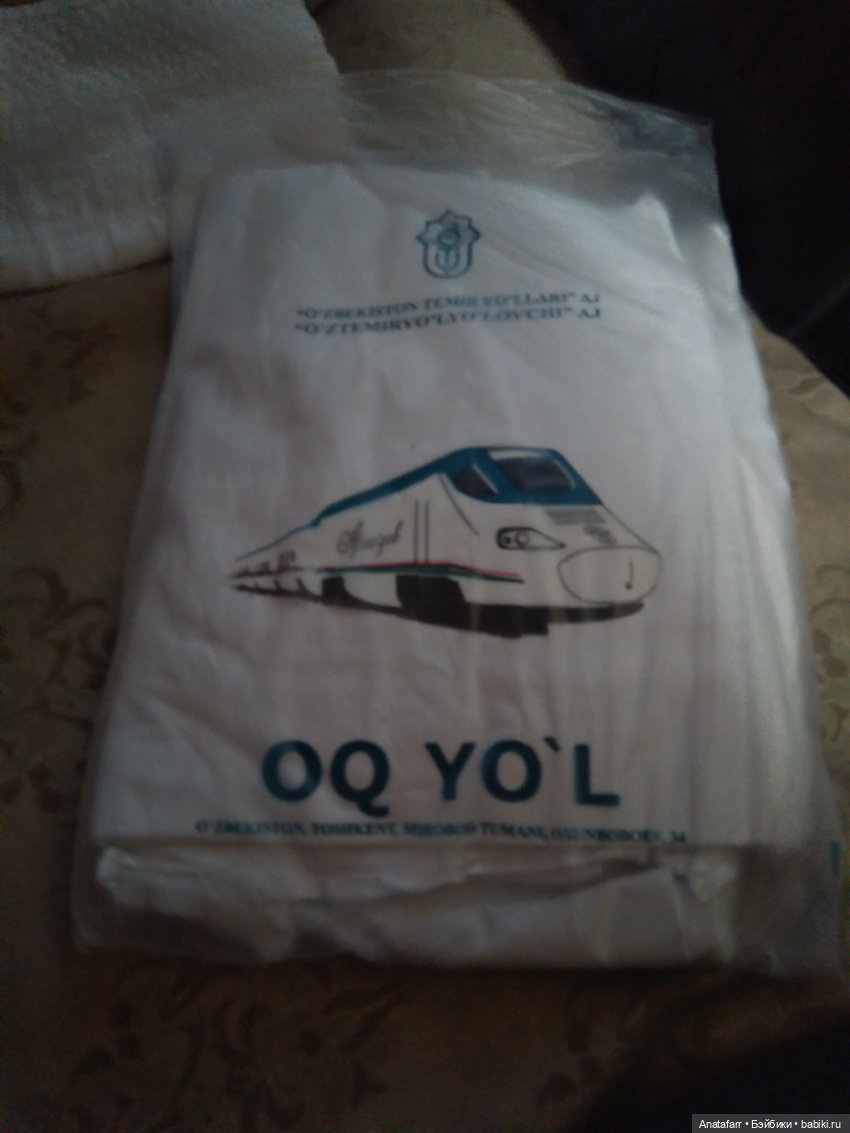 "O'ZBEKISTON TEMIR YO'LLARI" AJ
"O'ZTEMIRYO'LYO'LOVCHI" AJ
Afrosiyob
OQ YO`L
O'ZBEKISTON, TOSHKENT, MIROBOD TUMANI,
Anatafarr • Бэйбики • babiki.ru